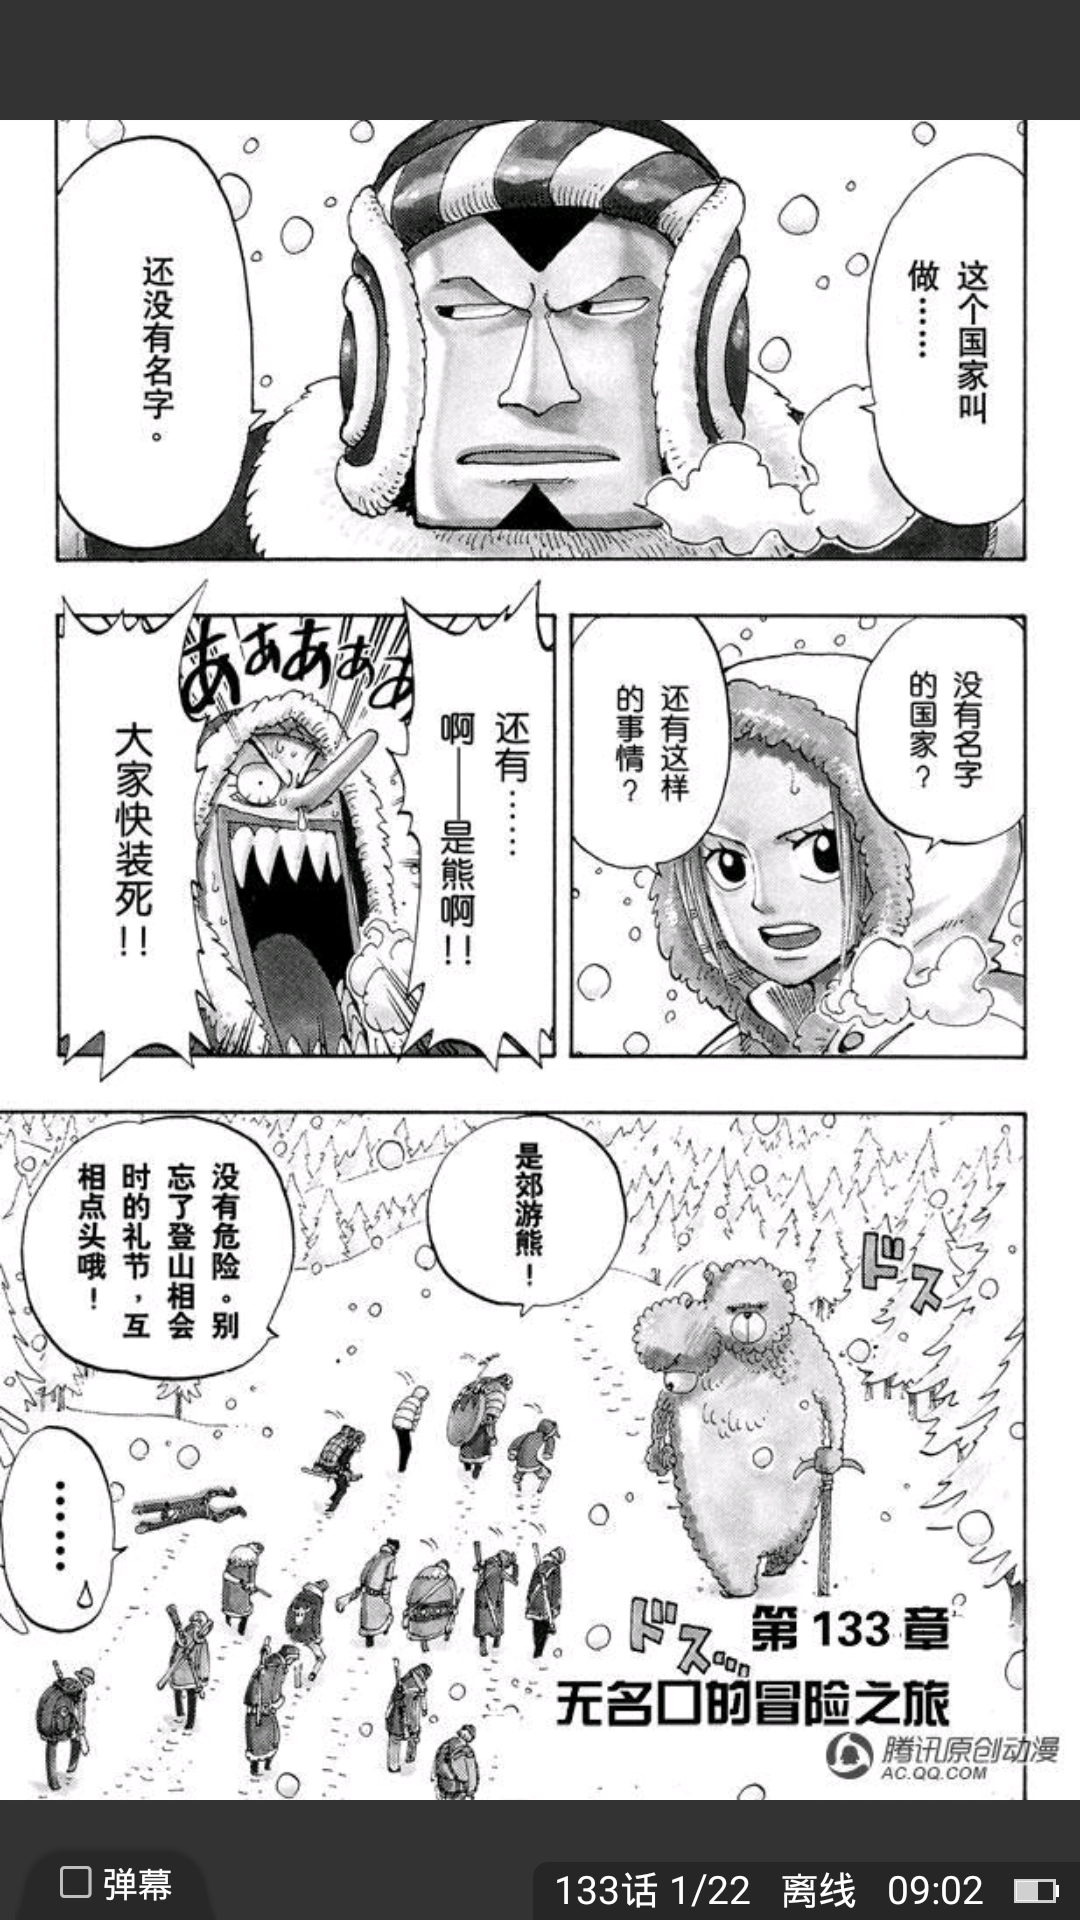 这个国家叫
做……
还没有名字。
没有名字
的国家？
还有这样
的事情？
还有……
啊——是熊啊!!
ああああああ
大家快装死!!
是郊游熊！
没有危险。别
忘了登山相会
时的礼节，互
相点头哦！
……
ドス
ドス…
第133章
无名口的冒险之旅
腾讯原创动漫
AC.QQ.COM
弹幕
133话 1/22 离线 09:02